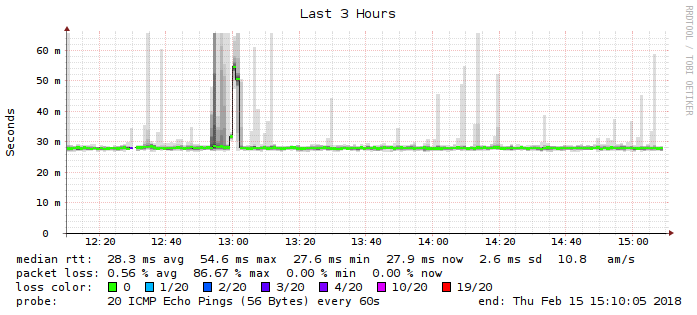 Last 3 Hours
RRDTOOL / TOBI OETIKER
Seconds
60 m
50 m
40 m
30 m
20 m
10 m
0
12:20 12:40 13:00 13:20 13:40 14:00 14:20 14:40 15:00
median rtt: 28.3 ms avg 54.6 ms max 27.6 ms min 27.9 ms now 2.6 ms sd 10.8 am/s
packet loss: 0.56 % avg 86.67 % max 0.00 % min 0.00 % now
loss color: 0 1/20 2/20 3/20 4/20 10/20 19/20
probe: 20 ICMP Echo Pings (56 Bytes) every 60s end: Thu Feb 15 15:10:05 2018